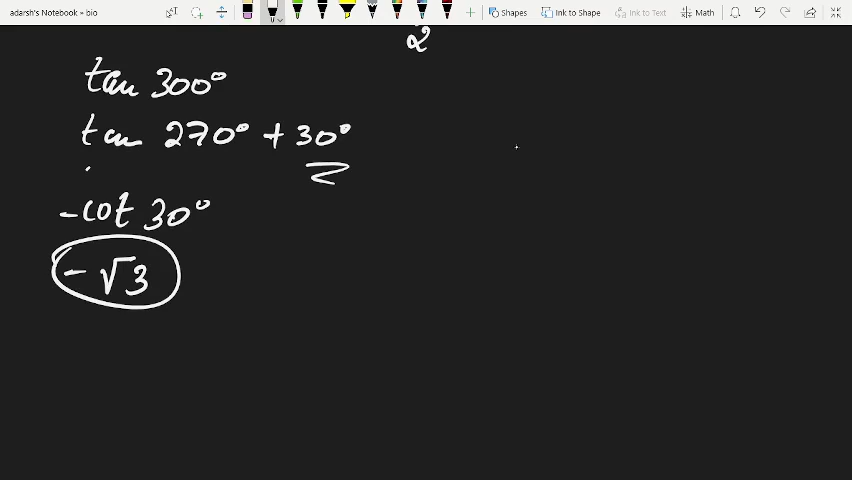 adarsh's Notebook » bio
Shapes Ink to Shape Ink to Text Math
2
tan 300°
tan 270° + 30°
-cot 30°
- √3